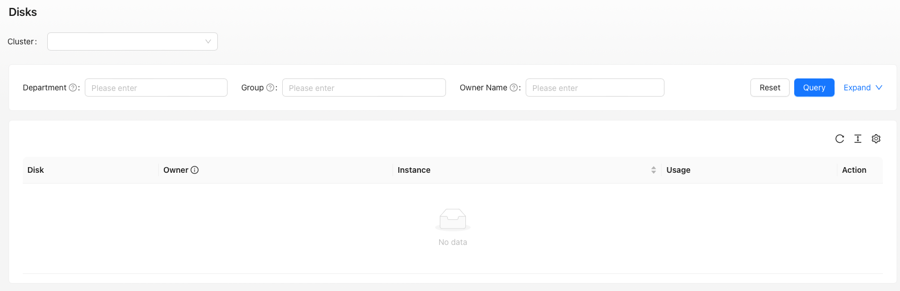 Disks
Cluster:
Department : Please enter Group : Please enter Owner Name : Please enter Reset Query Expand
Disk Owner Instance Usage Action
No data